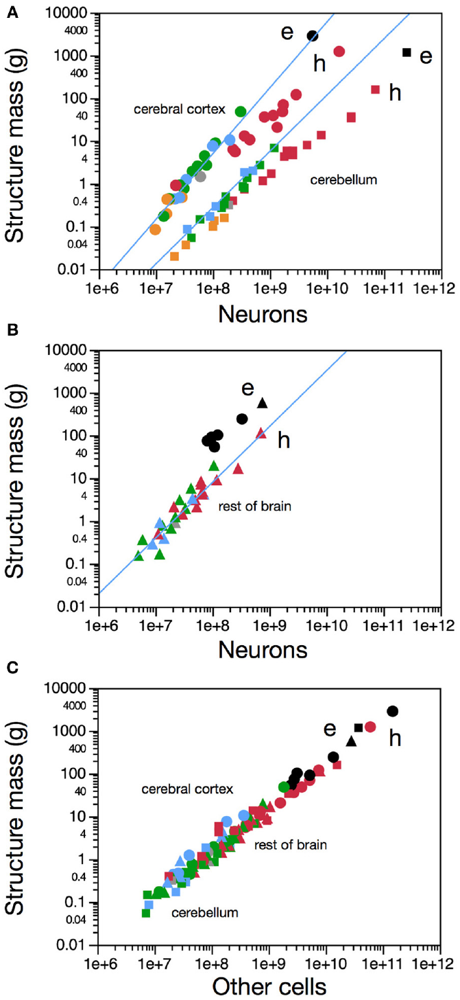 A
10000
4000
1000
400
100
40
10
4
1
0.4
0.1
0.04
0.01
Structure mass (g)
e
h
e
h
cerebral cortex
cerebellum
1e+6 1e+7 1e+8 1e+9 1e+10 1e+11 1e+12
Neurons
B
10000
4000
1000
400
100
40
10
4
1
0.4
0.1
0.04
0.01
Structure mass (g)
e
h
rest of brain
1e+6 1e+7 1e+8 1e+9 1e+10 1e+11 1e+12
Neurons
C
10000
4000
1000
400
100
40
10
4
1
0.4
0.1
0.04
0.01
Structure mass (g)
e
h
cerebral cortex
rest of brain
cerebellum
1e+6 1e+7 1e+8 1e+9 1e+10 1e+11 1e+12
Other cells